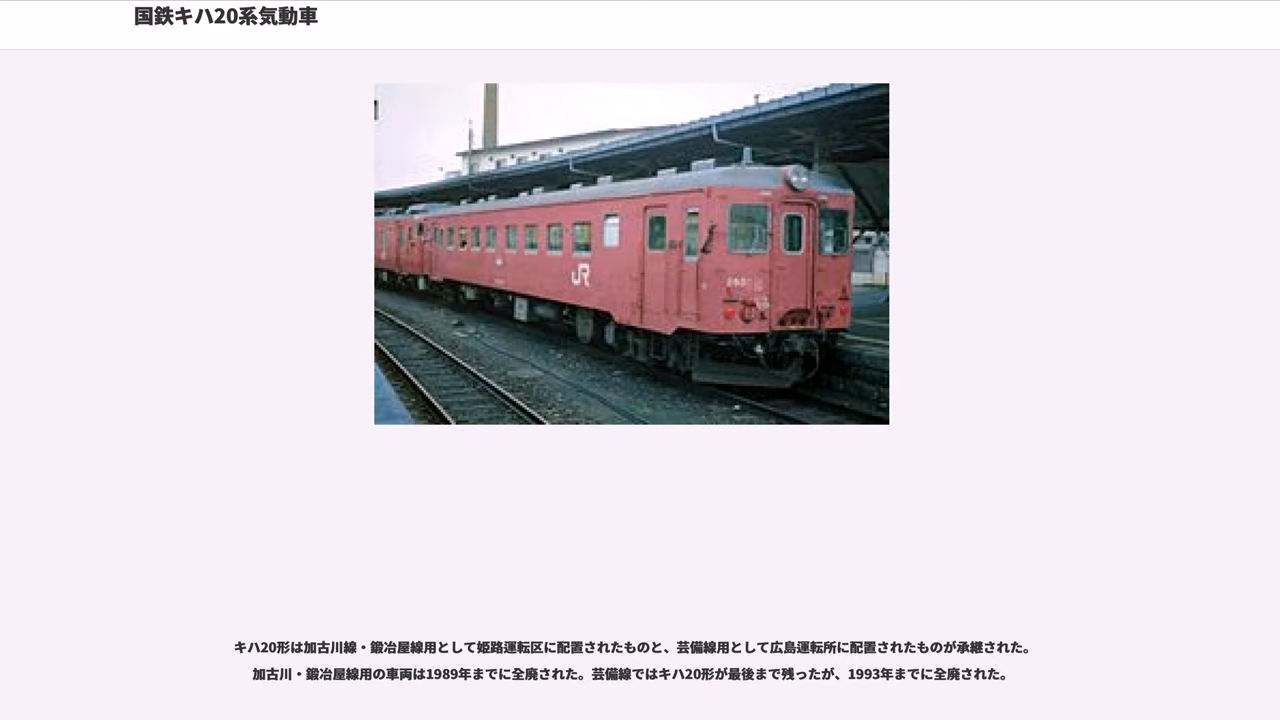 国鉄キハ20系気動車
JR
キハ20形は加古川線・鍛冶屋線用として姫路運転区に配置されたものと、芸備線用として広島運転所に配置されたものが承継された。
加古川・鍛冶屋線用の車両は1989年までに全廃された。芸備線ではキハ20形が最後まで残ったが、1993年までに全廃された。